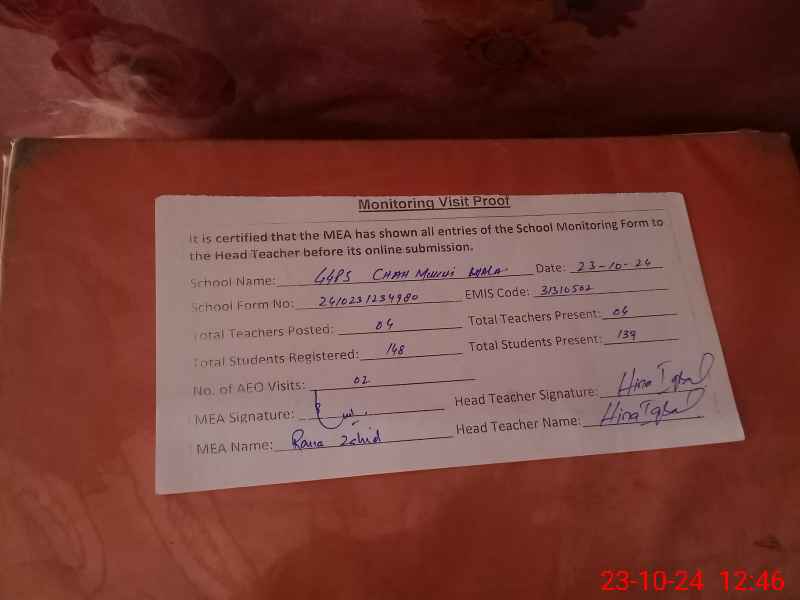 Monitoring Visit Proof
It is certified that the MEA has shown all entries of the School Monitoring Form to
the Head Teacher before its online submission.
School Name: GGPS CHAH Wala Date: 23-10-24
School Form No: 2410231234980 EMIS Code: 31310502
Total Teachers Posted: 04 Total Teachers Present: 04
Total Students Registered: 148 Total Students Present: 139
No. of AEO Visits: 02
MEA Signature: Head Teacher Signature: Hina Iqbal
MEA Name: Rana Zahid Head Teacher Name: Hina Iqbal
23-10-24 12:46